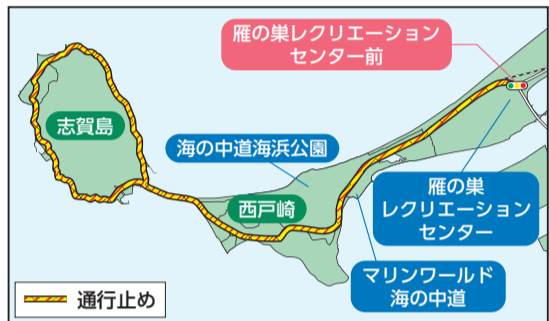 雁の巣レクリエーション
センター前
志賀島
海の中道海浜公園
西戸崎
雁の巣
レクリエーション
センター
マリンワールド
海の中道
通行止め